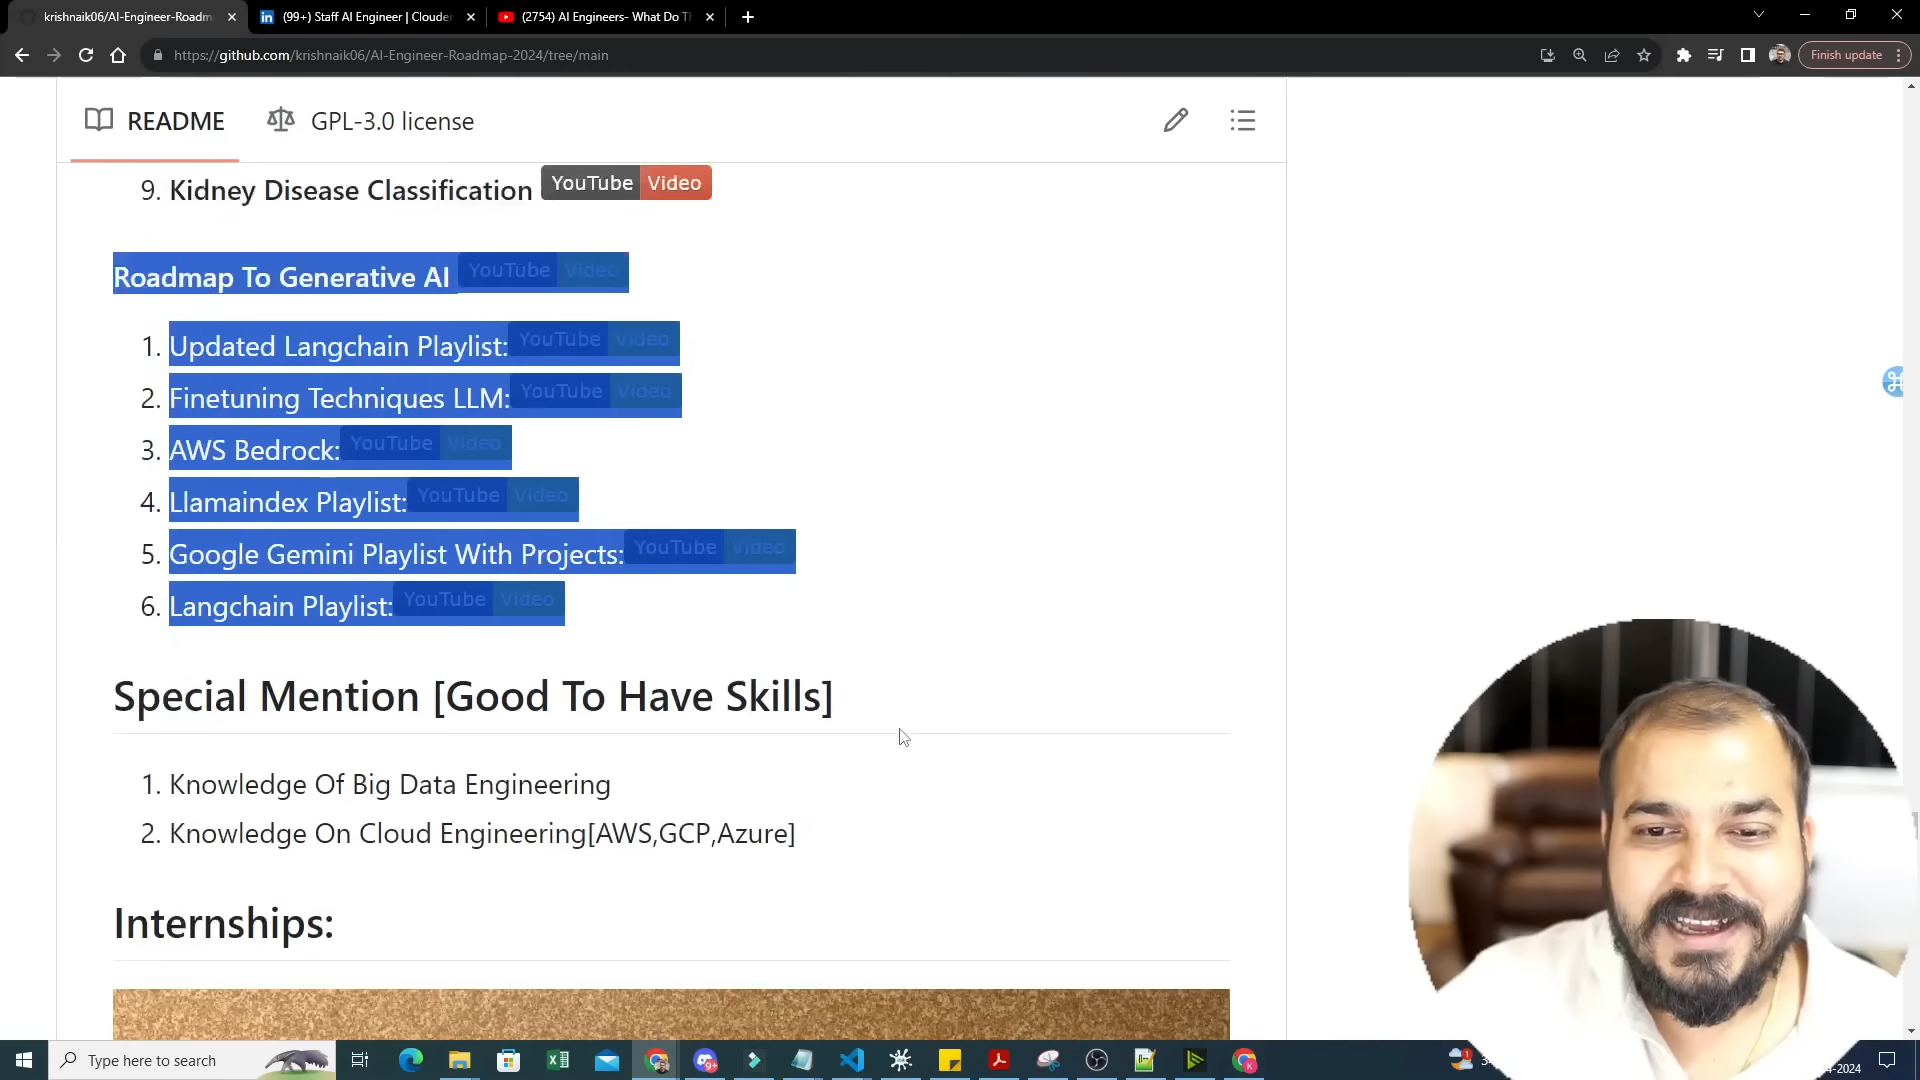 krishnaik06/AI-Engineer-Roadm
(99+) Staff AI Engineer | Clouder
(2754) AI Engineers- What Do Th
https://github.com/krishnaik06/AI-Engineer-Roadmap-2024/tree/main
Finish update
README
GPL-3.0 license
9. Kidney Disease Classification YouTube Video
Roadmap To Generative AI YouTube Video
1. Updated Langchain Playlist: YouTube Video
2. Finetuning Techniques LLM: YouTube Video
3. AWS Bedrock: YouTube Video
4. Llamaindex Playlist: YouTube Video
5. Google Gemini Playlist With Projects: YouTube Video
6. Langchain Playlist: YouTube Video
Special Mention [Good To Have Skills]
1. Knowledge Of Big Data Engineering
2. Knowledge On Cloud Engineering[AWS,GCP,Azure]
Internships:
Type here to search